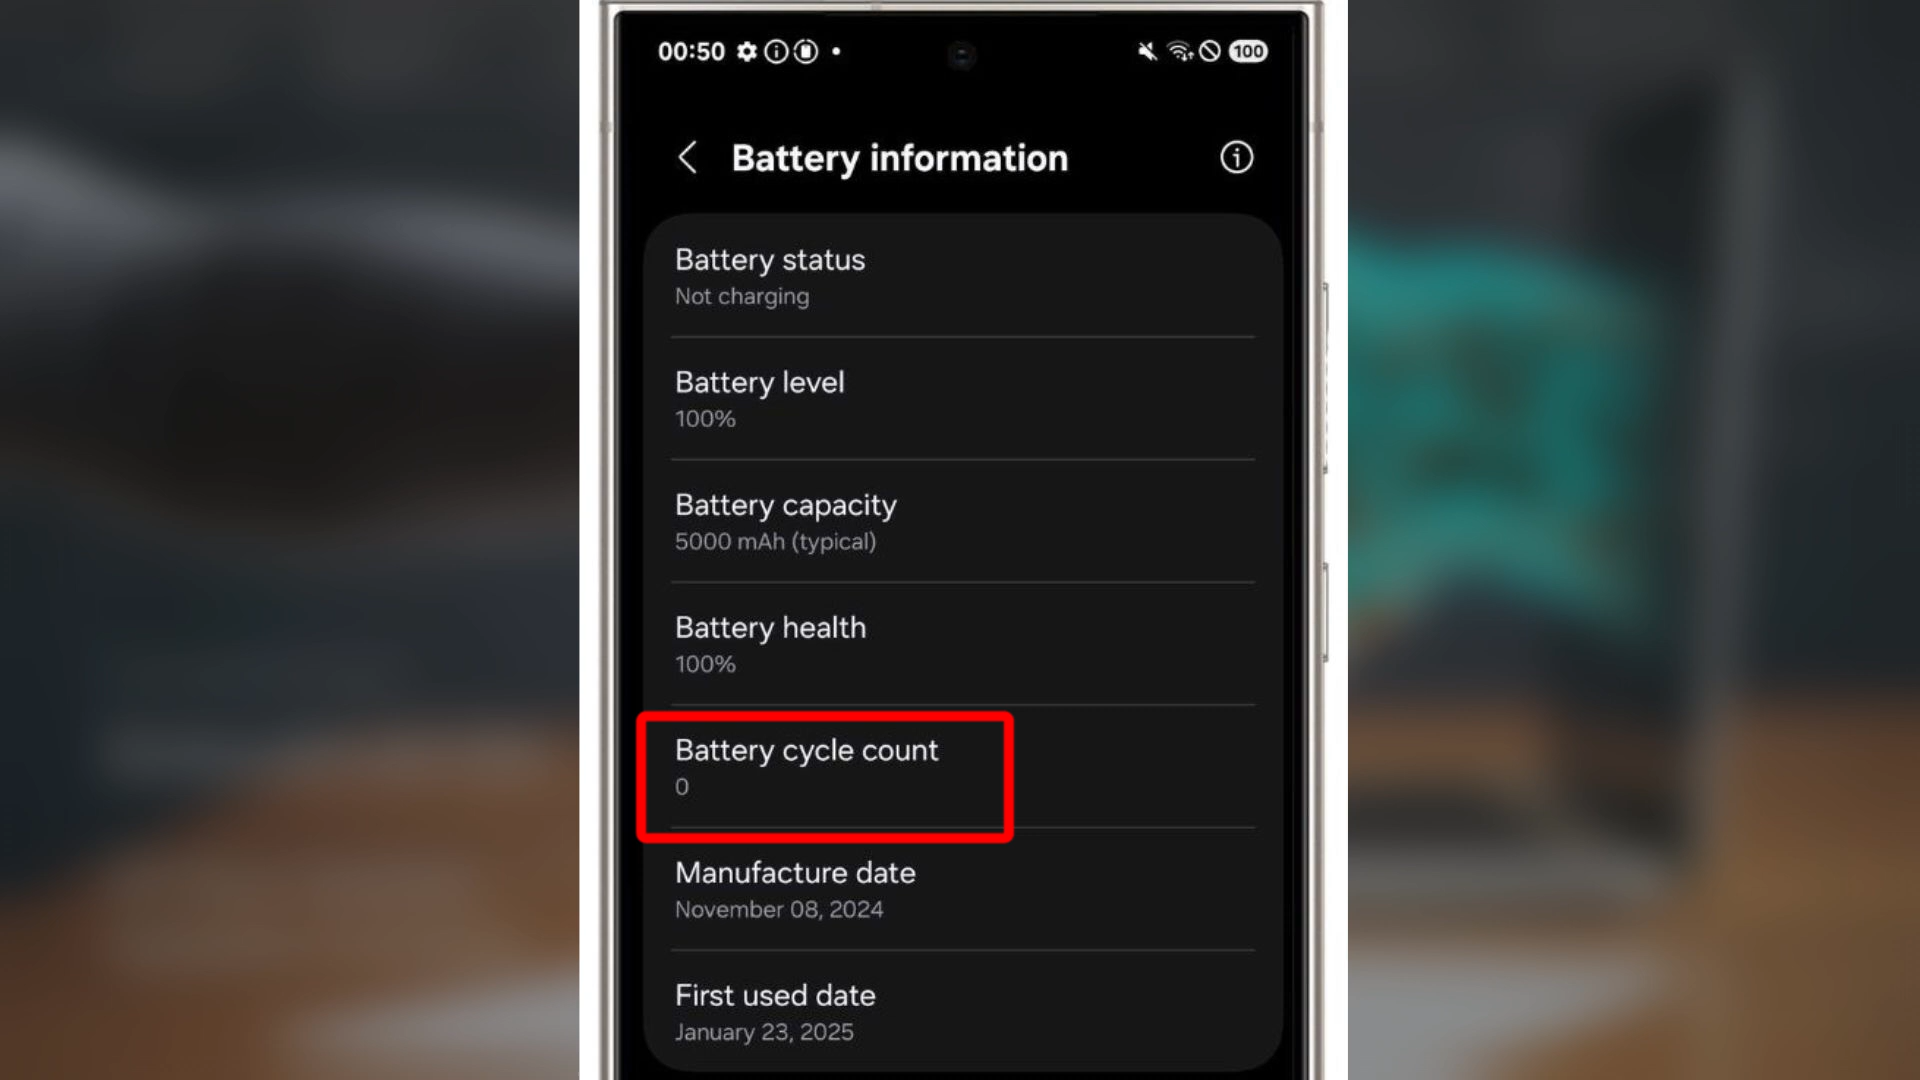 00:50
100
Battery information
Battery status
Not charging
Battery level
100%
Battery capacity
5000 mAh (typical)
Battery health
100%
Battery cycle count
0
Manufacture date
November 08, 2024
First used date
January 23, 2025